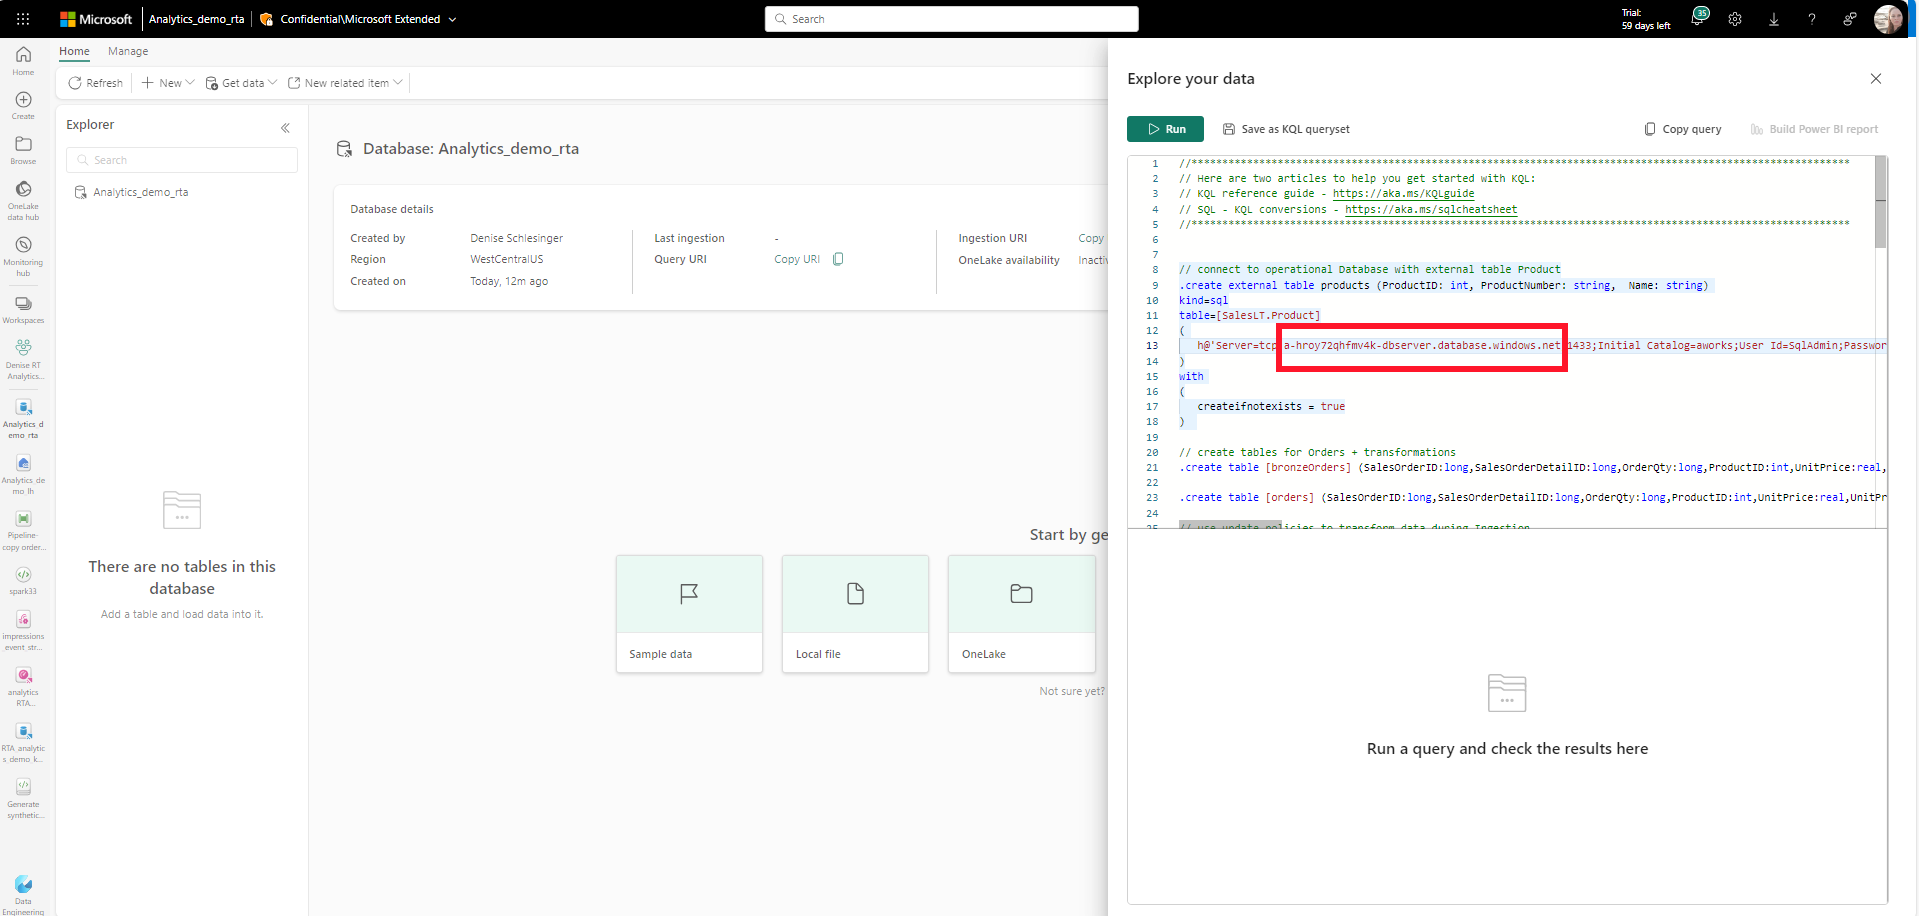 Microsoft
Analytics_demo_rta
Confidential\Microsoft Extended
Search
Trial:
59 days left
35
?
Home
Create
Browse
OneLake
data hub
Monitoring
hub
Workspaces
Denise RT
Analytics...
Analytics_d
emo_rta
Analytics_de
mo_lh
Pipeline-
copy order...
spark33
impressions
event_str...
analytics
RTA...
RTA_analytic
s_demo_k...
Generate
synthetic...
Data
Engineering
Home Manage
Refresh New Get data New related item
Explorer
Search
Analytics_demo_rta
There are no tables in this
database
Add a table and load data into it.
Database: Analytics_demo_rta
Database details
Created by Denise Schlesinger
Region WestCentralUS
Created on Today, 12m ago
Last ingestion -
Query URI Copy URI
Ingestion URI Copy
OneLake availability Inactiv
Start by ge
Sample data
Local file
OneLake
Not sure yet?
Explore your data
Run Save as KQL queryset Copy query Build Power BI report
1 //***********************************************************************************************************
2 // Here are two articles to help you get started with KQL:
3 // KQL reference guide - https://aka.ms/KQLguide
4 // SQL - KQL conversions - https://aka.ms/sqlcheatsheet
5 //***********************************************************************************************************
6
7
8 // connect to operational Database with external table Product
9 .create external table products (ProductID: int, ProductNumber: string,  Name: string)
10 kind=sql
11 table=[SalesLT.Product]
12 (
13    h@'Server=tcp a-hroy72qhfmv4k-dbserver.database.windows.net 1433;Initial Catalog=aworks;User Id=SqlAdmin;Passwor
14 )
15 with
16 (
17    createifnotexists = true
18 )
19
20 // create tables for Orders + transformations
21 .create table [bronzeOrders] (SalesOrderID:long,SalesOrderDetailID:long,OrderQty:long,ProductID:int,UnitPrice:real,
22
23 .create table [orders] (SalesOrderID:long,SalesOrderDetailID:long,OrderQty:long,ProductID:int,UnitPrice:real,UnitPr
24
25 // use update policies to transform data during Ingestion
Run a query and check the results here